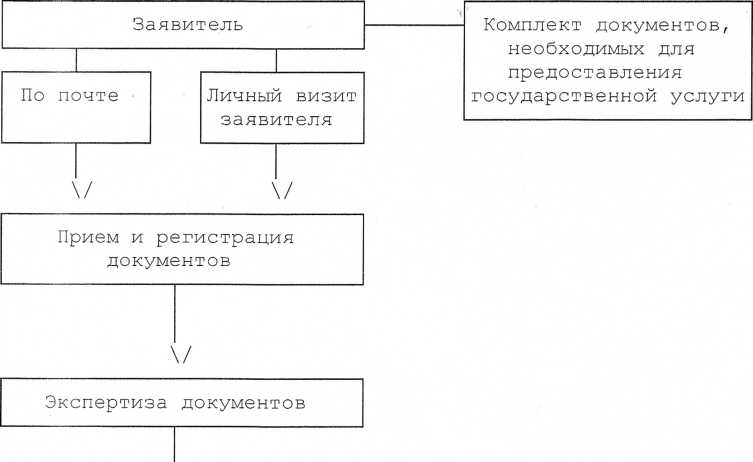 Заявитель
Комплект документов,
необходимых для
предоставления
государственной услуги
По почте
Личный визит
заявителя
Прием и регистрация
документов
Экспертиза документов